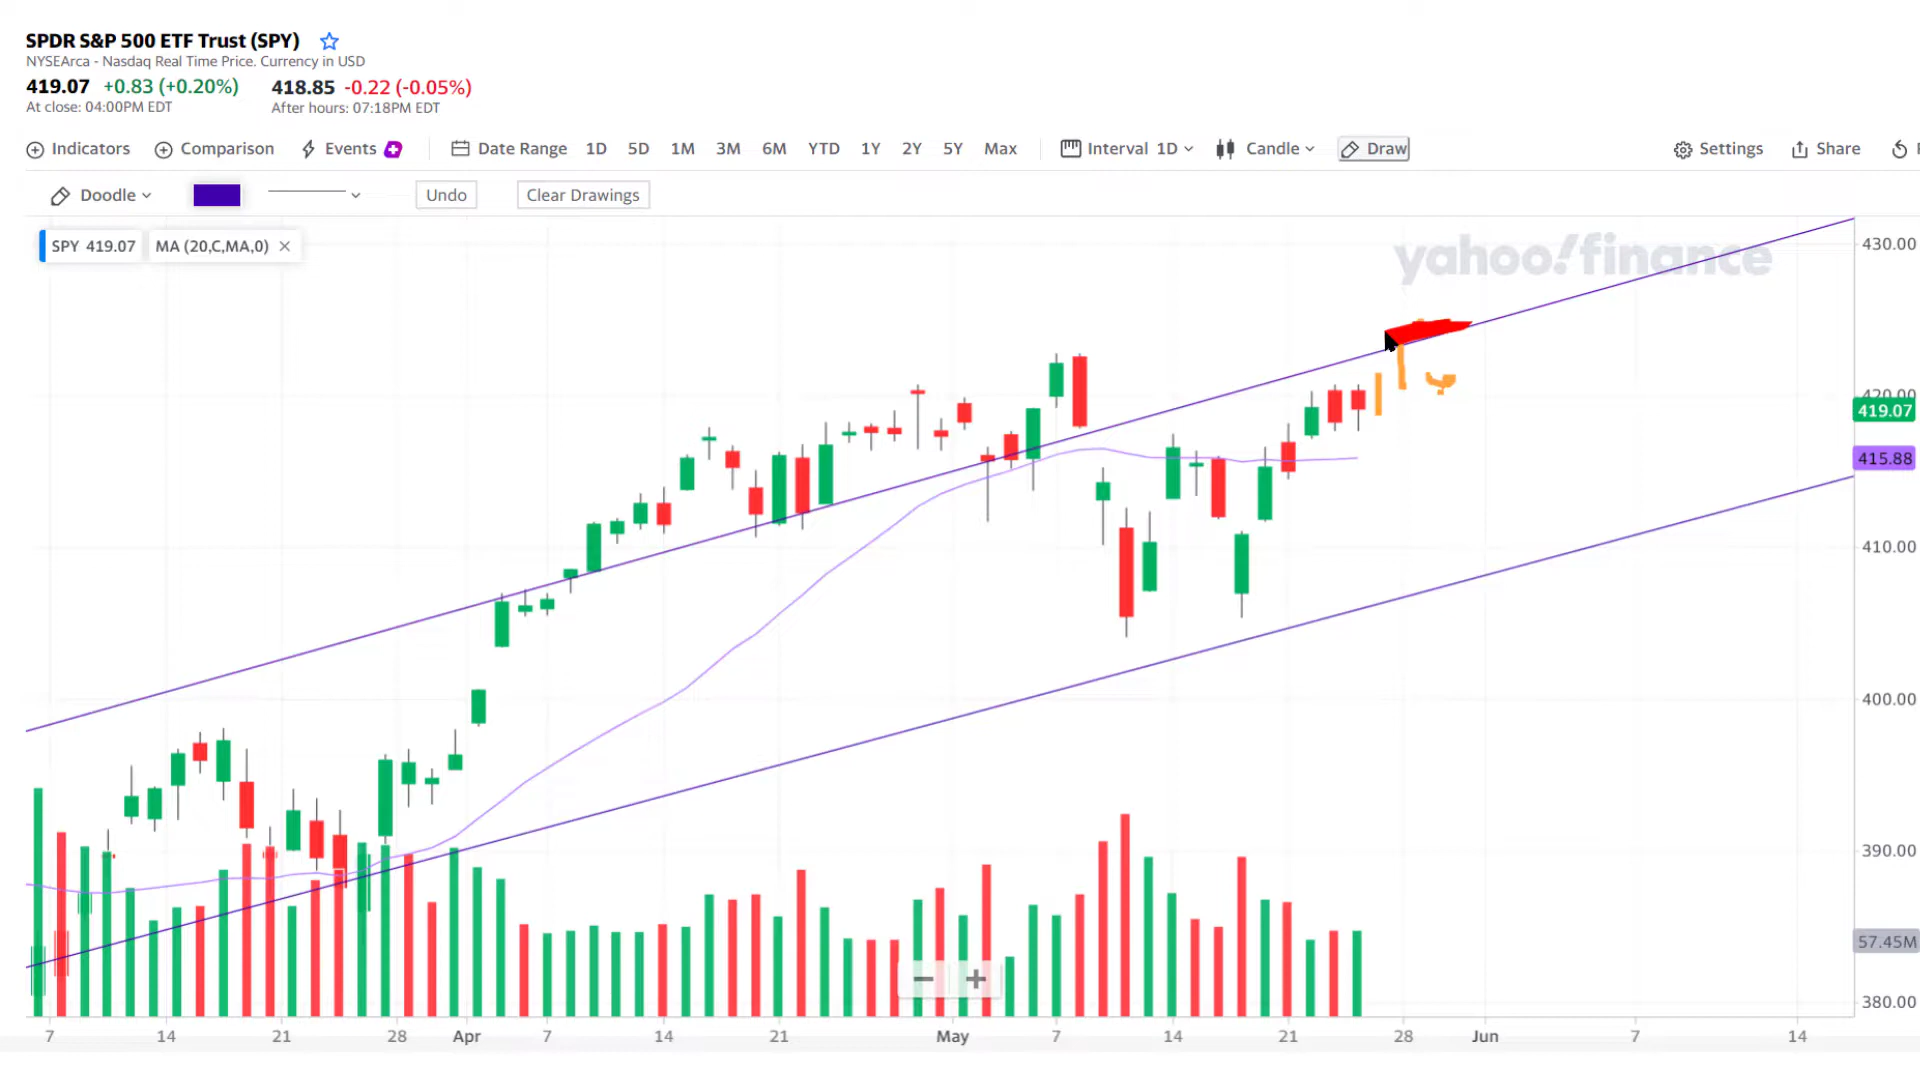 SPDR S&P 500 ETF Trust (SPY)
NYSEArca - Nasdaq Real Time Price. Currency in USD
419.07 +0.83 (+0.20%) 418.85 -0.22 (-0.05%)
At close: 04:00PM EDT After hours: 07:18PM EDT
Indicators Comparison Events Date Range 1D 5D 1M 3M 6M YTD 1Y 2Y 5Y Max Interval 1D Candle Draw Settings Share
Doodle Undo Clear Drawings
SPY 419.07 MA (20,C,MA,0)
yahoo!finance
430.00
420.00
419.07
415.88
410.00
400.00
390.00
57.45M
380.00
7 14 21 28 Apr 7 14 21 May 7 14 21 28 Jun 7 14